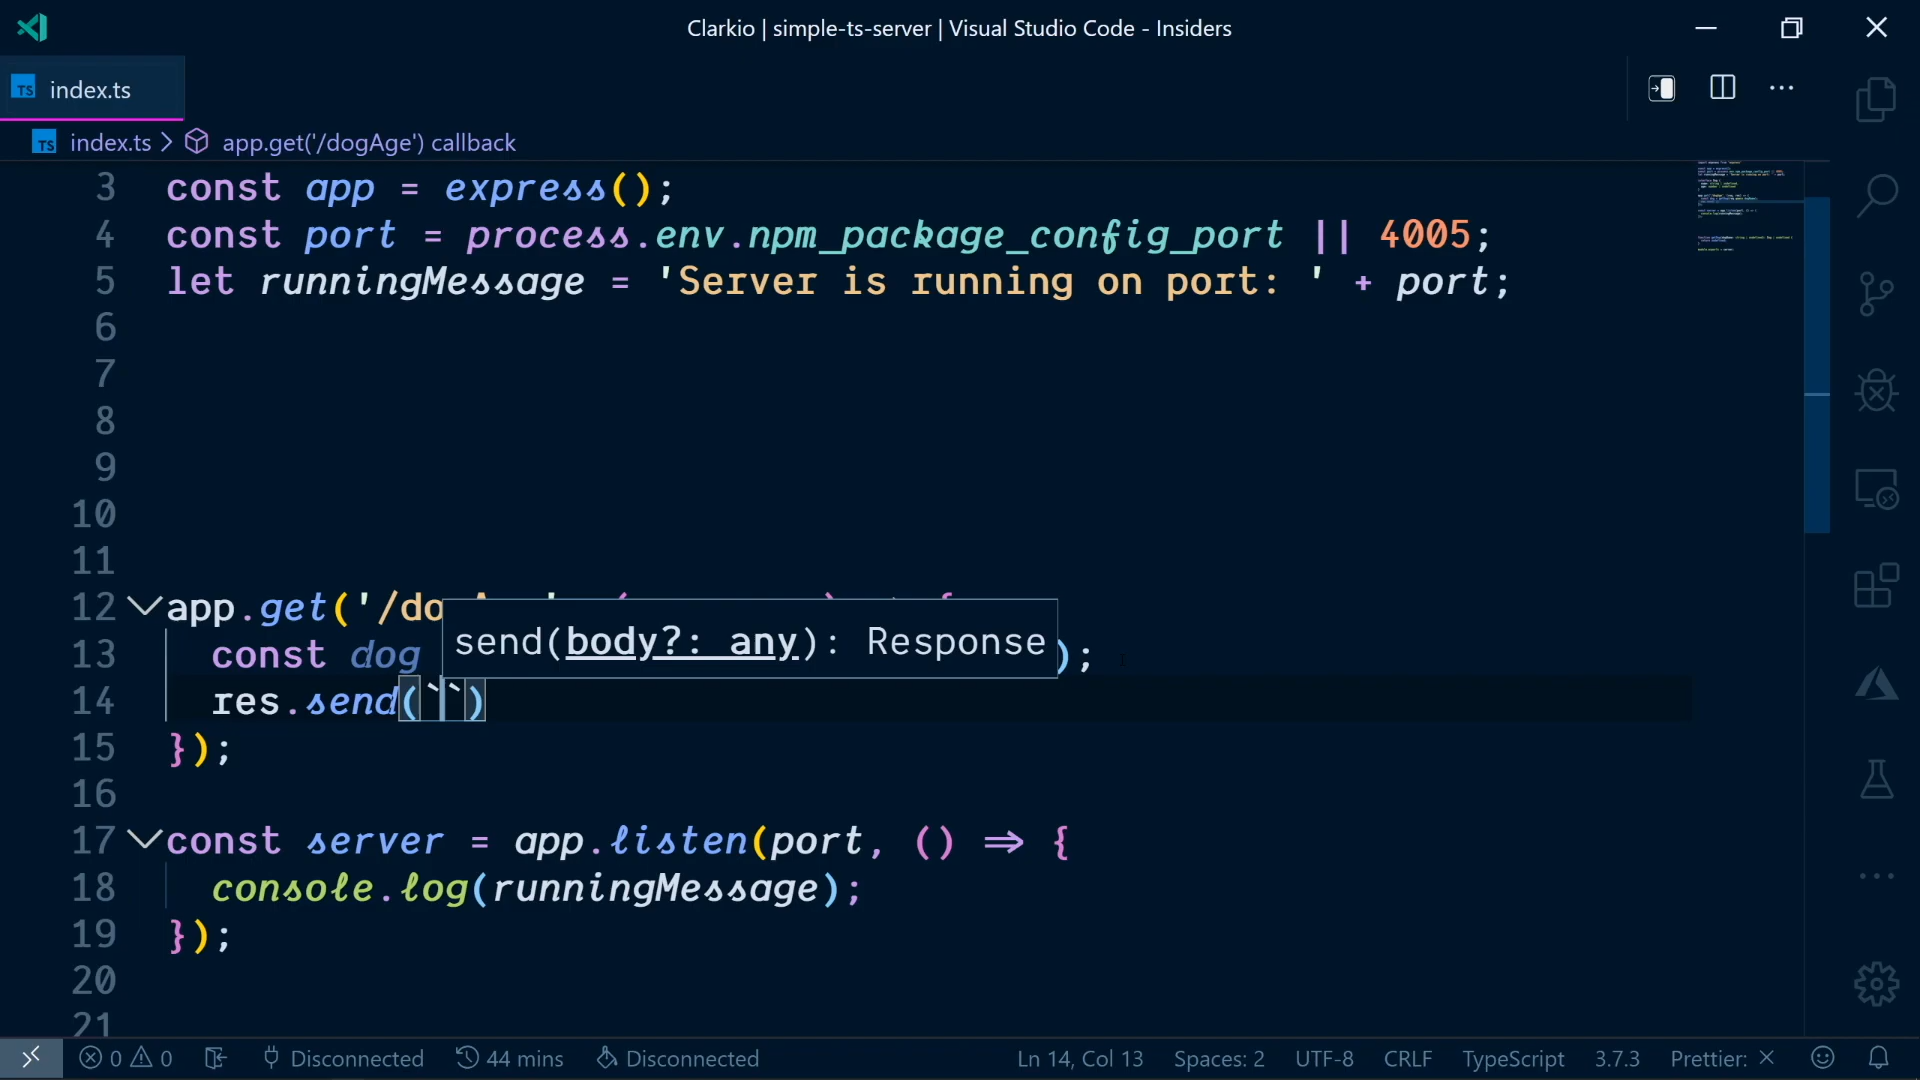 Clarkio | simple-ts-server | Visual Studio Code - Insiders
TS index.ts
TS index.ts > app.get('/dogAge') callback
3 const app = express();
4 const port = process.env.npm_package_config_port || 4005;
5 let runningMessage = 'Server is running on port: ' + port;
6
7
8
9
10
11
12 app.get('/do
send(body?: any): Response
13 const dog );
14 res.send(``)
15 });
16
17 const server = app.listen(port, () => {
18 console.log(runningMessage);
19 });
20
21
0 0 Disconnected 44 mins Disconnected Ln 14, Col 13 Spaces: 2 UTF-8 CRLF TypeScript 3.7.3 Prettier: ×